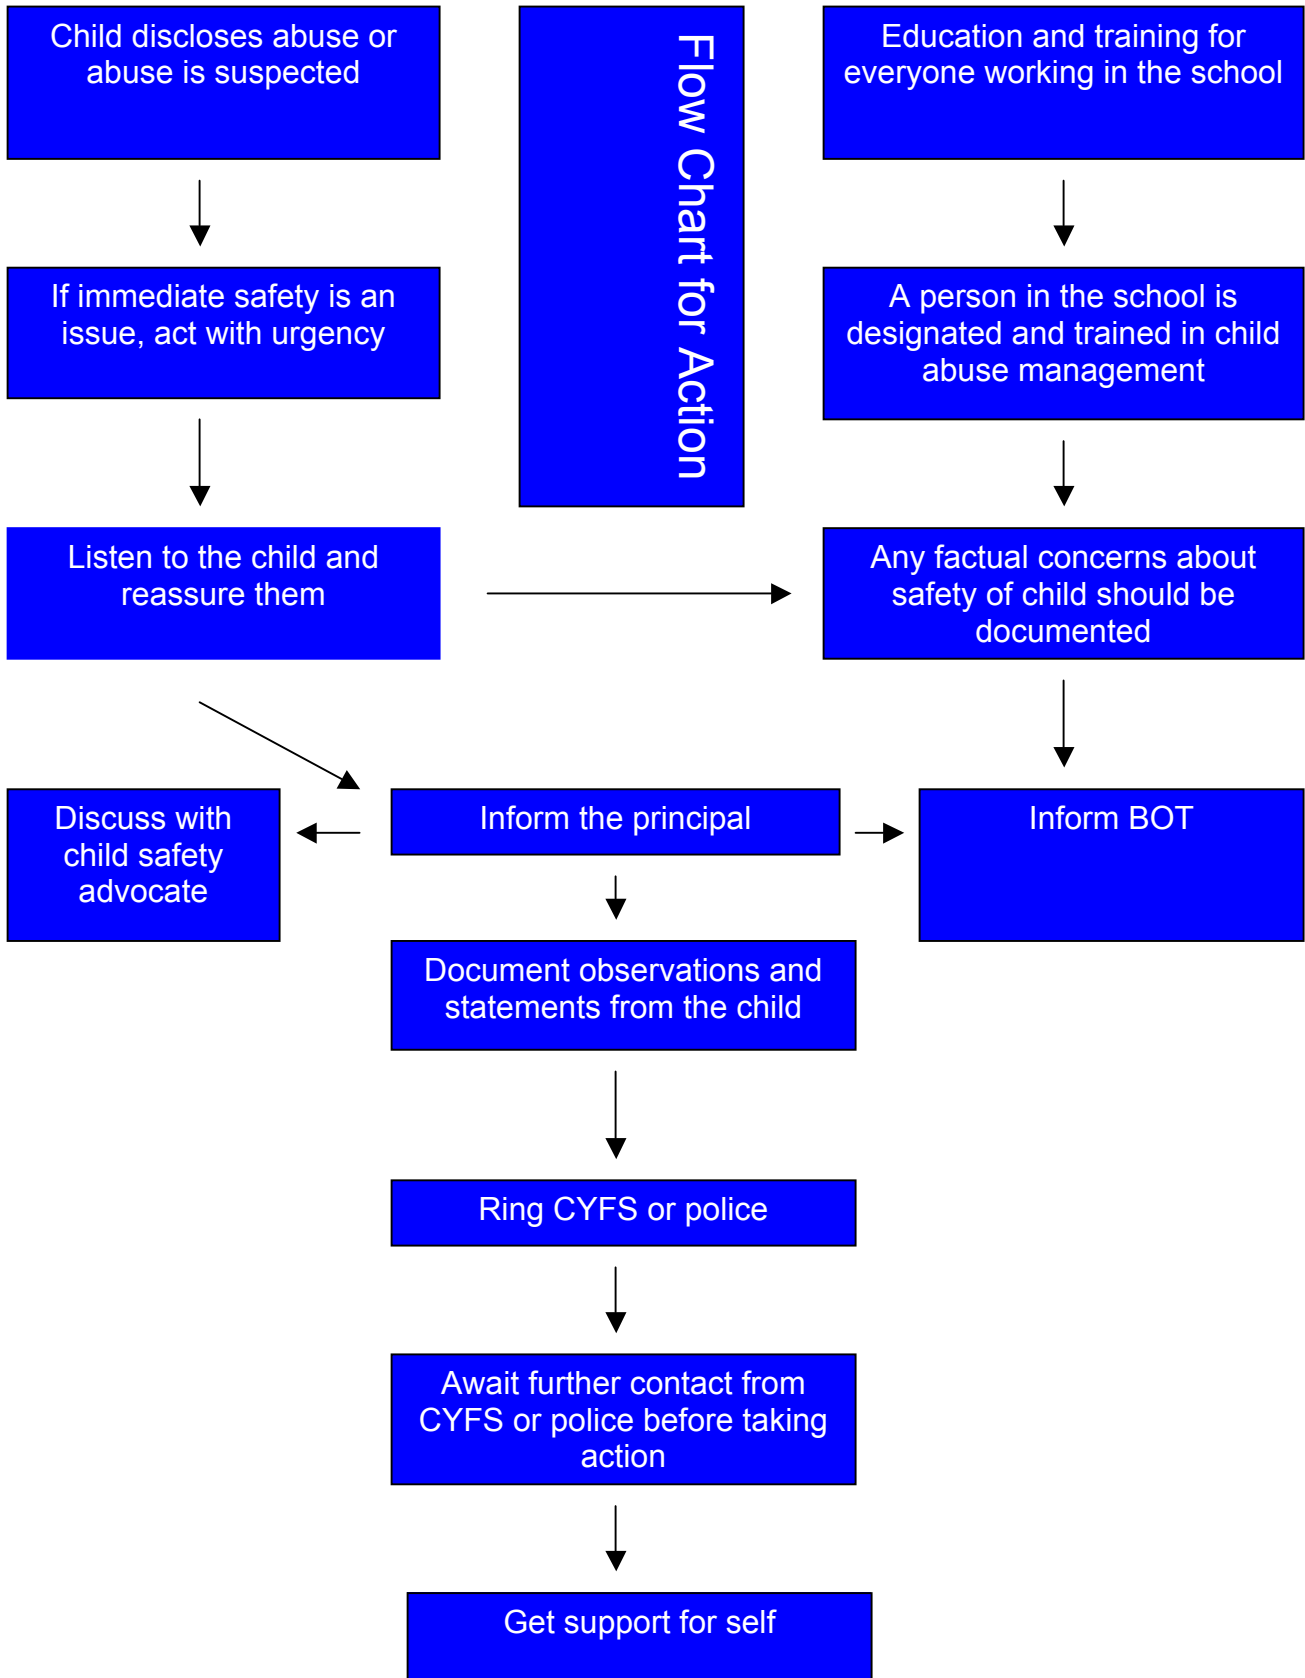 Child discloses abuse or
abuse is suspected
Flow Chart for Action
Education and training for
everyone working in the school
If immediate safety is an
issue, act with urgency
A person in the school is
designated and trained in child
abuse management
Listen to the child and
reassure them
Any factual concerns about
safety of child should be
documented
Discuss with
child safety
advocate
Inform the principal
Inform BOT
Document observations and
statements from the child
Ring CYFS or police
Await further contact from
CYFS or police before taking
action
Get support for self